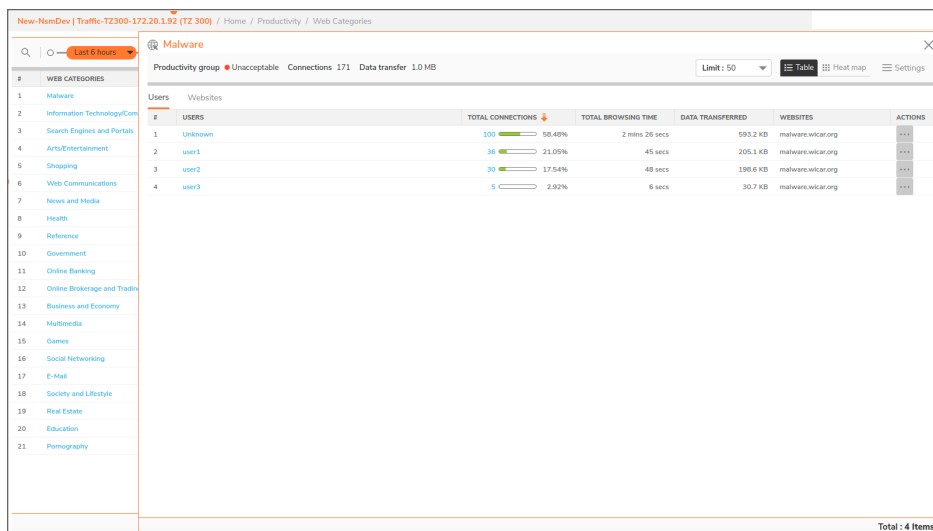 New-NsmDev | Traffic-TZ300-172.20.1.92 (TZ 300) / Home / Productivity / Web Categories
Last 6 hours
# WEB CATEGORIES
1 Malware
2 Information Technology/Com
3 Search Engines and Portals
4 Arts/Entertainment
5 Shopping
6 Web Communications
7 News and Media
8 Health
9 Reference
10 Government
11 Online Banking
12 Online Brokerage and Trading
13 Business and Economy
14 Multimedia
15 Games
16 Social Networking
17 E-Mail
18 Society and Lifestyle
19 Real Estate
20 Education
21 Pornography
Malware
Productivity group Unacceptable Connections 171 Data transfer 1.0 MB
Limit : 50 Table Heat map Settings
Users Websites
# USERS TOTAL CONNECTIONS TOTAL BROWSING TIME DATA TRANSFERRED WEBSITES ACTIONS
1 Unknown 100 58.48% 2 mins 26 secs 593.2 KB malware.wicar.org
2 user1 36 21.05% 45 secs 205.1 KB malware.wicar.org
3 user2 30 17.54% 48 secs 198.6 KB malware.wicar.org
4 user3 5 2.92% 6 secs 30.7 KB malware.wicar.org
Total : 4 Items